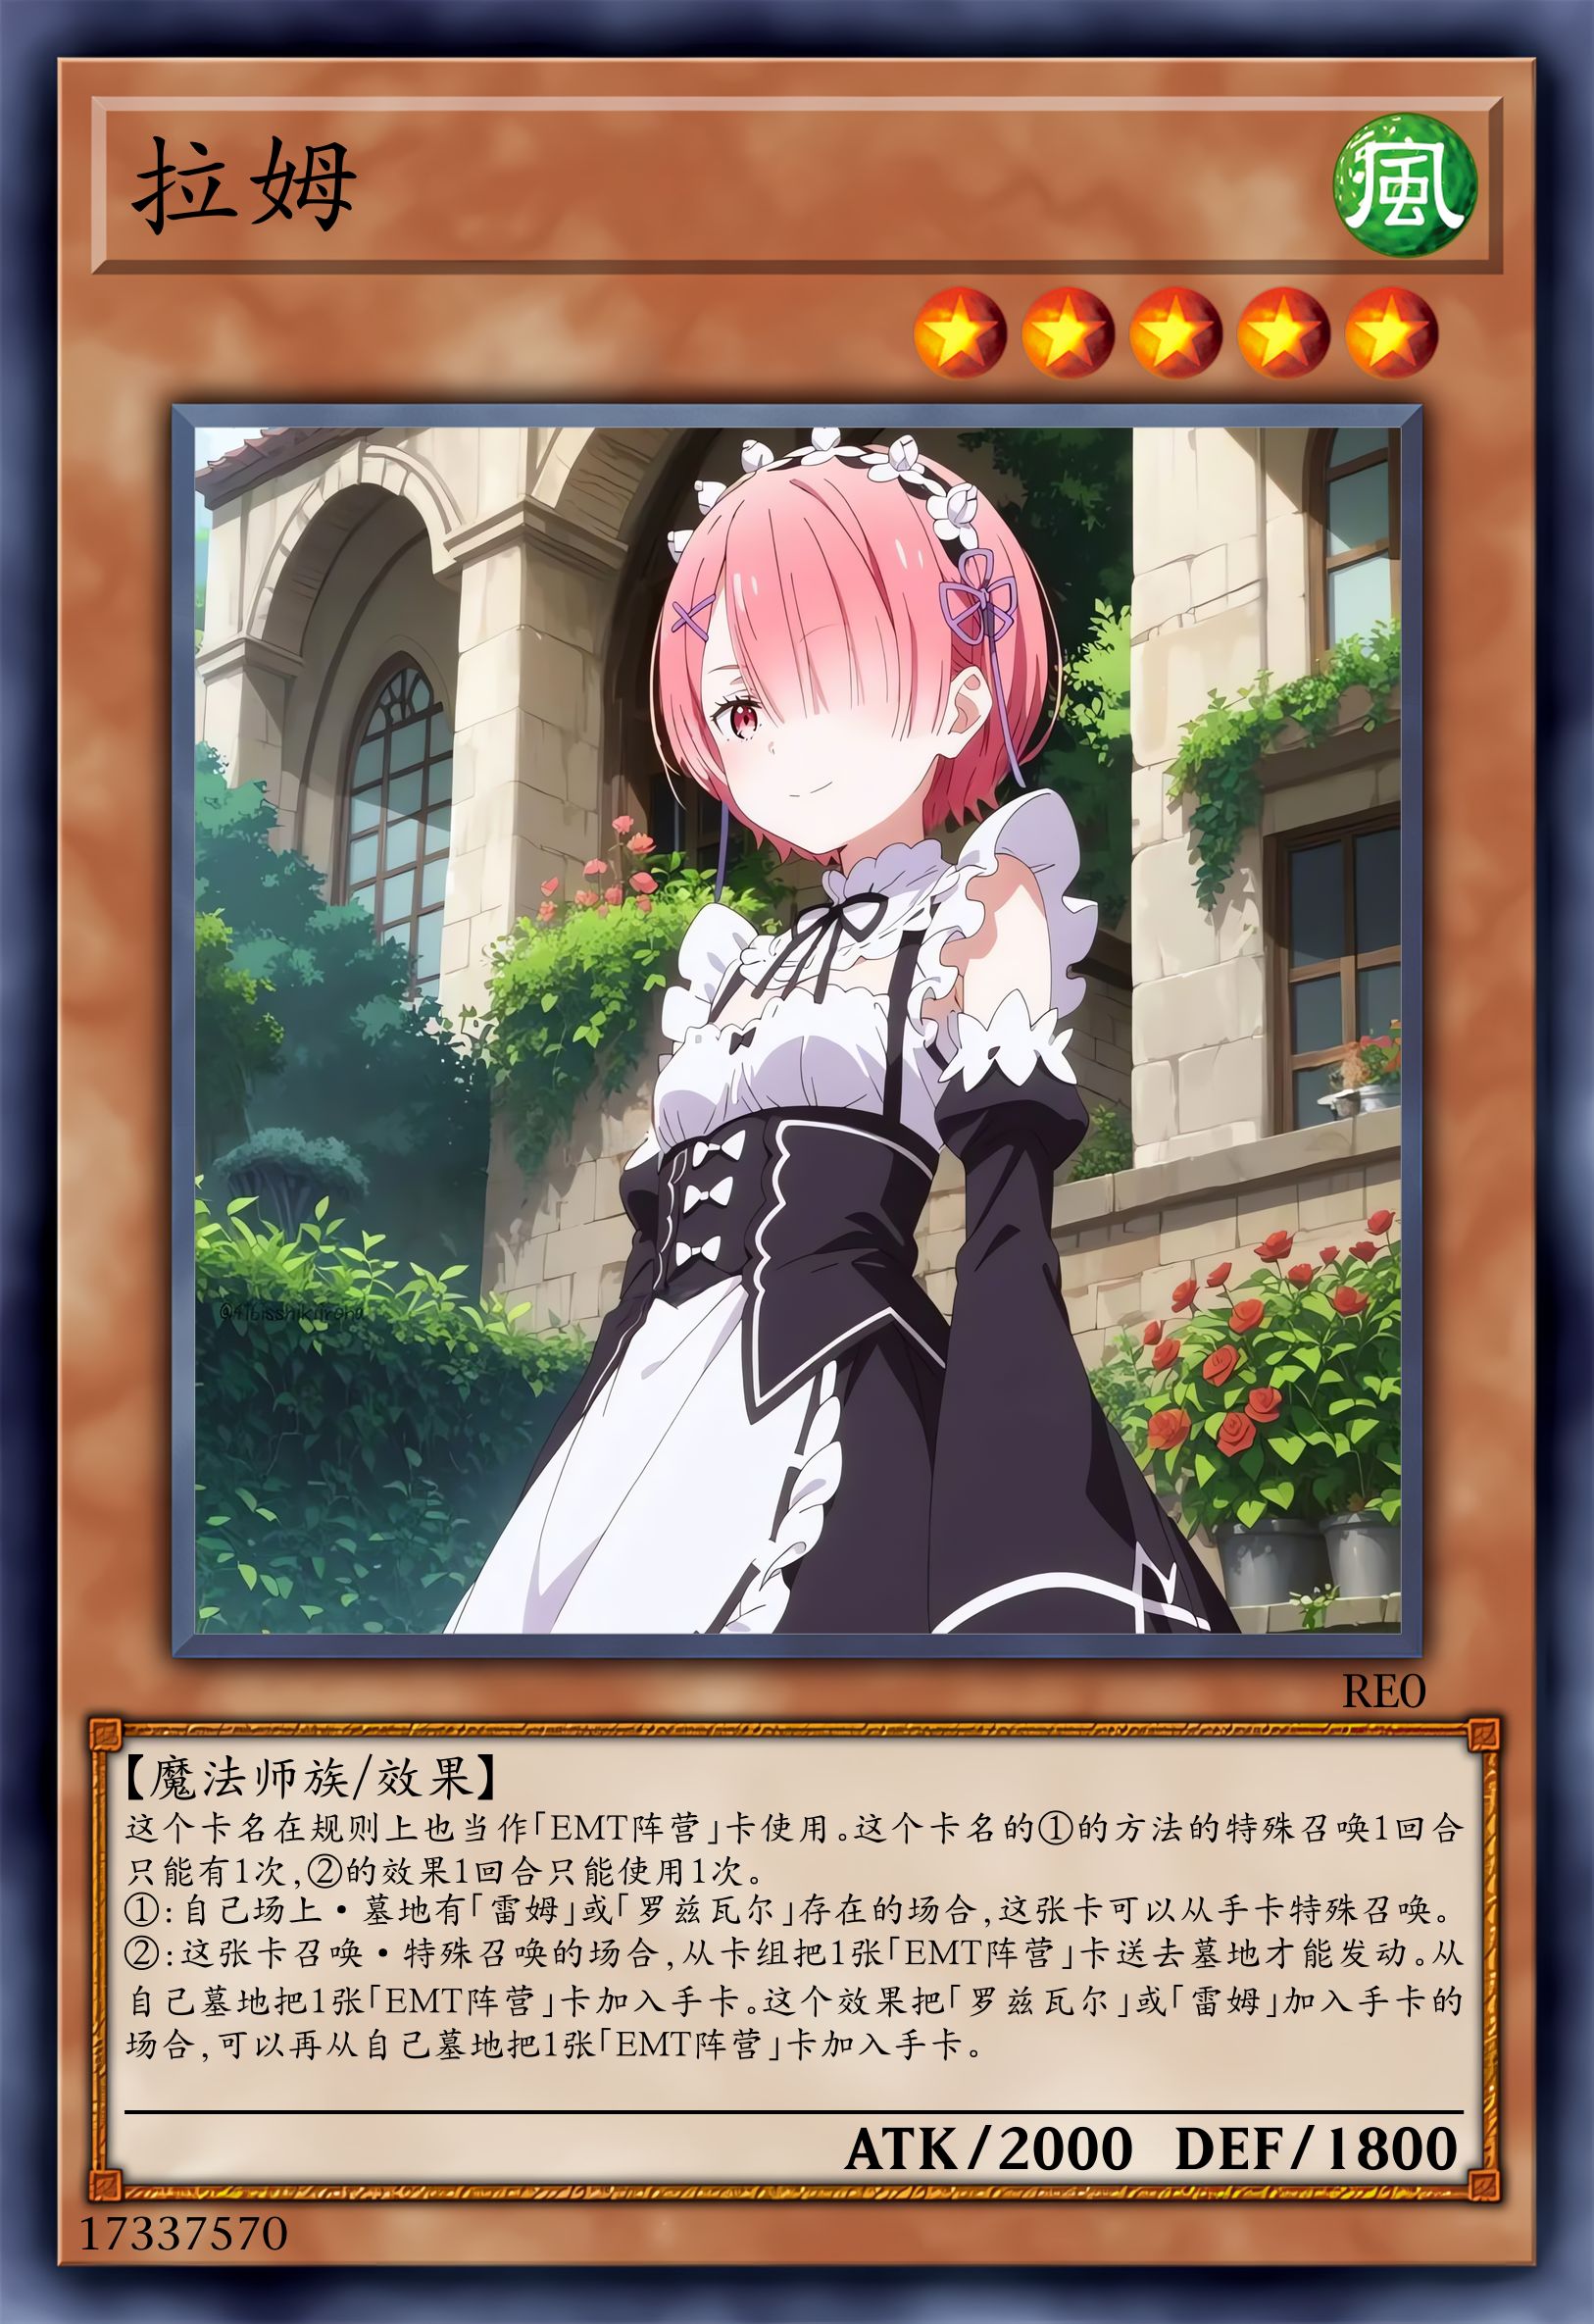 拉姆
風
RE0
【魔法师族/效果】
这个卡名在规则上也当作「EMT阵营」卡使用。这个卡名的①的方法的特殊召唤1回合
只能有1次,②的效果1回合只能使用1次。
①:自己场上・墓地有「雷姆」或「罗兹瓦尔」存在的场合,这张卡可以从手卡特殊召唤。
②:这张卡召唤・特殊召唤的场合,从卡组把1张「EMT阵营」卡送去墓地才能发动。从
自己墓地把1张「EMT阵营」卡加入手卡。这个效果把「罗兹瓦尔」或「雷姆」加入手卡的
场合,可以再从自己墓地把1张「EMT阵营」卡加入手卡。
ATK/2000 DEF/1800
17337570